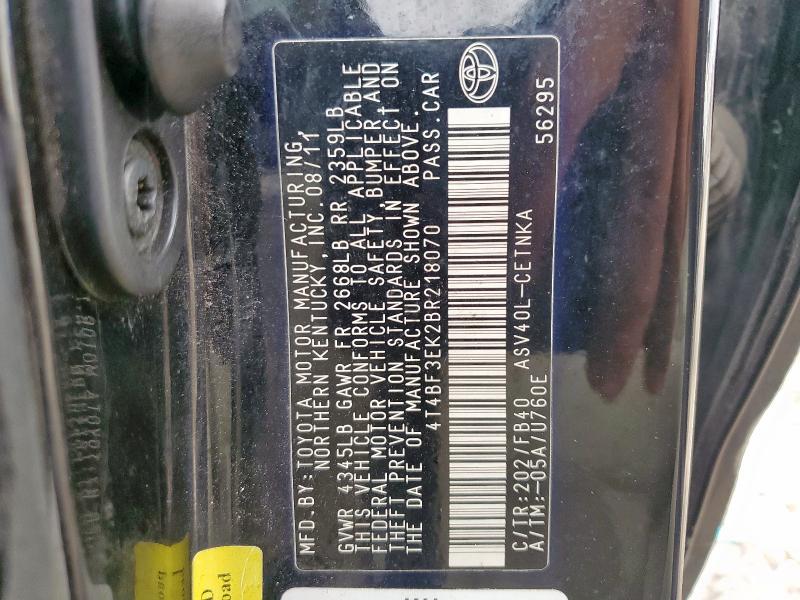 MFD.BY:TOYOTA MOTOR MANUFACTURING,
NORTHERN KENTUCKY, INC. 08/11
GVWR 4345LB GAWR FR 2668LB RR 2359LB
THIS VEHICLE CONFORMS TO ALL APPLICABLE
FEDERAL MOTOR VEHICLE SAFETY, BUMPER AND
THEFT PREVENTION STANDARDS IN EFFECT ON
THE DATE OF MANUFACTURE SHOWN ABOVE.
4T4BF3EK2BR218070 PASS.CAR
56295
C/TR:202/FB40 ASV40L-CETNKA
A/TM:-05A/U760E